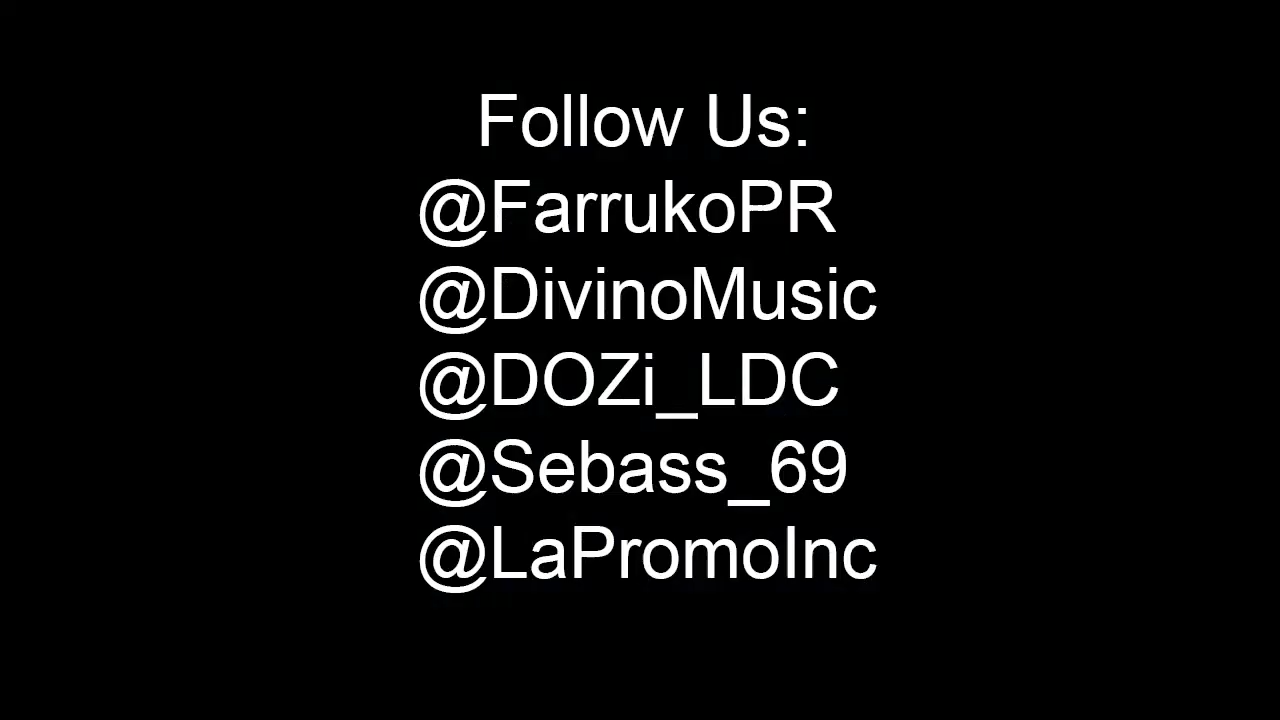 Follow Us:
@FarrukoPR
@DivinoMusic
@DOZi_LDC
@Sebass_69
@LaPromoInc